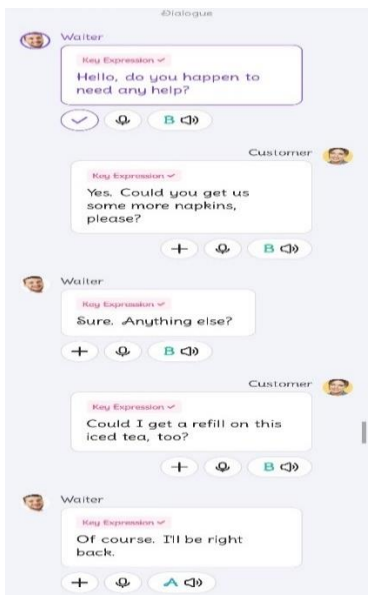 Dialogue
Waiter
Key Expression
Hello, do you happen to
need any help?
B
Customer
Key Expression
Yes. Could you get us
some more napkins,
please?
B
Waiter
Key Expression
Sure. Anything else?
B
Customer
Key Expression
Could I get a refill on this
iced tea, too?
B
Waiter
Key Expression
Of course. I'll be right
back.
A